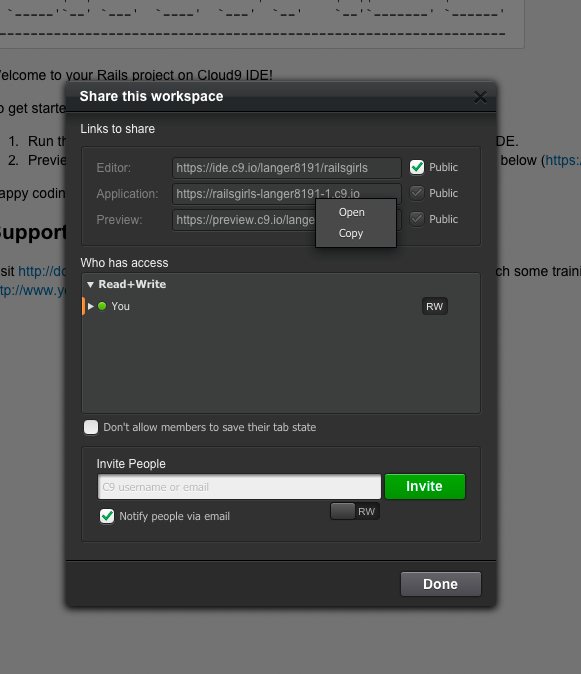 elcome to your Rails project on Cloud9 IDE!
o get starte
Share this workspace
Links to share
1. Run th
DE.
2. Previe
below (https:
Editor: https://ide.c9.io/langer8191/railsgirls Public
Application: https://railsgirls-langer8191-1.c9.io Public
appy coding
Open
Preview: https://preview.c9.io/lange Public
Copy
Support
Who has access
isit http://do
ch some traini
Read+Write
ttp://www.yo
You RW
Don't allow members to save their tab state
Invite People
C9 username or email
Invite
Notify people via email
RW
Done